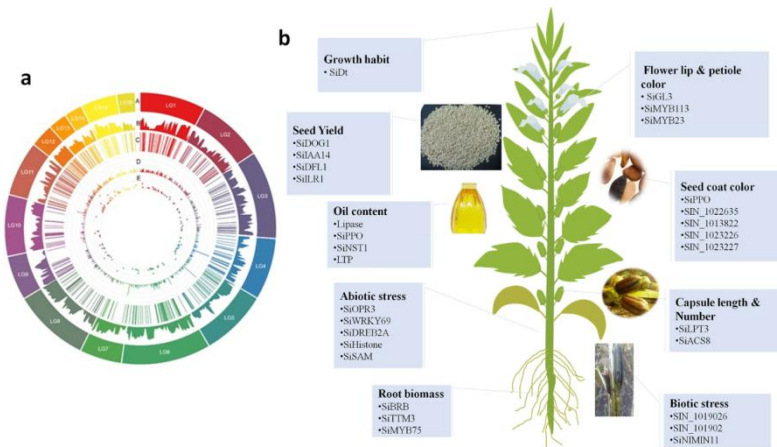 a
b
A
B
C
D
LG1
LG2
LG3
LG4
LG5
LG6
LG7
LG8
LG9
LG10
LG11
LG12
LG13
Growth habit
• SiDt
Seed Yield
•SiDOG1
•SiIAA14
•SiDFL1
•SiILR1
Oil content
•Lipase
•SiPPO
•SiNST1
•LTP
Abiotic stress
•SiOPR3
•SiWRKY69
•SiDREB2A
•SiHistone
•SiSAM
Root biomass
•SiBRB
•SiTTM3
•SiMYB75
Flower lip & petiole
color
• SiGL3
•SiMYB113
•SiMYB23
Seed coat color
•SiPPO
•SIN_1022635
•SIN_1013822
•SIN_1023226
•SIN_1023227
Capsule length &
Number
•SiLPT3
•SiACS8
Biotic stress
•SIN_1019026
•SIN_101902
•SiNIMIN11